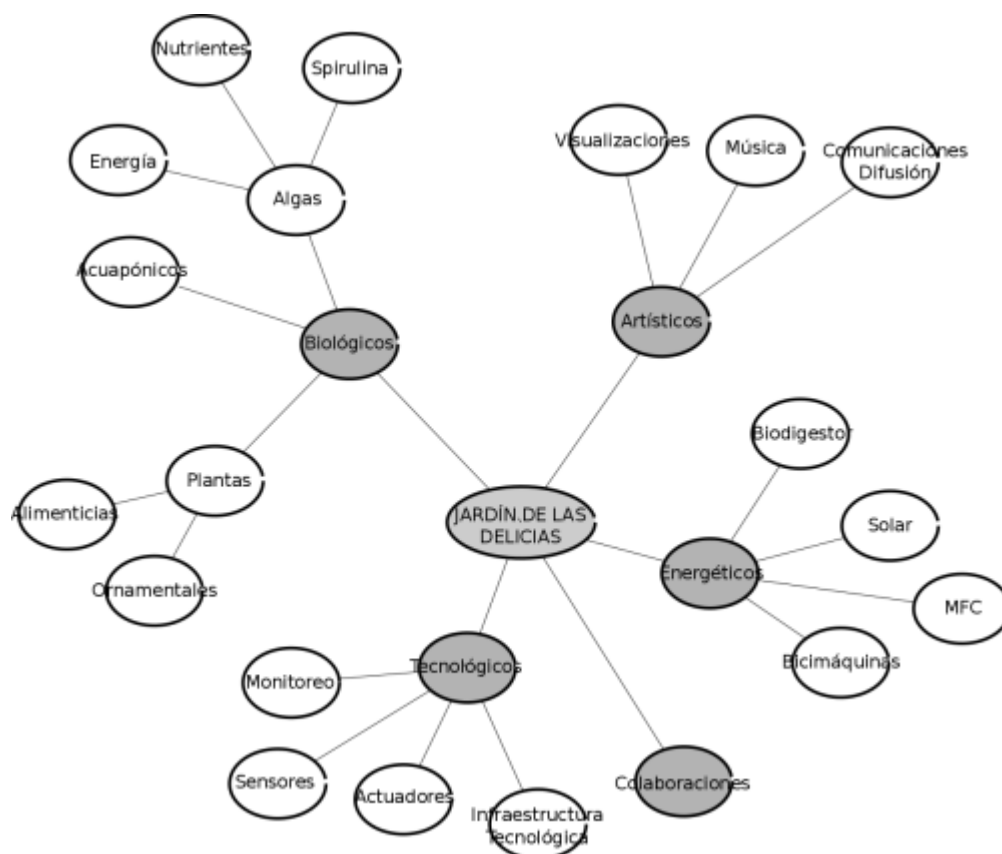 Nutrientes
Spirulina
Energía
Algas
Visualizaciones
Música
Comunicaciones
Difusión
Acuapónicos
Biológicos
Artísticos
Biodigestor
Plantas
Alimenticias
Ornamentales
JARDÍN DE LAS
DELICIAS
Solar
Energéticos
MFC
Bicimáquinas
Tecnológicos
Monitoreo
Sensores
Actuadores
Infraestructura
Tecnológica
Colaboraciones